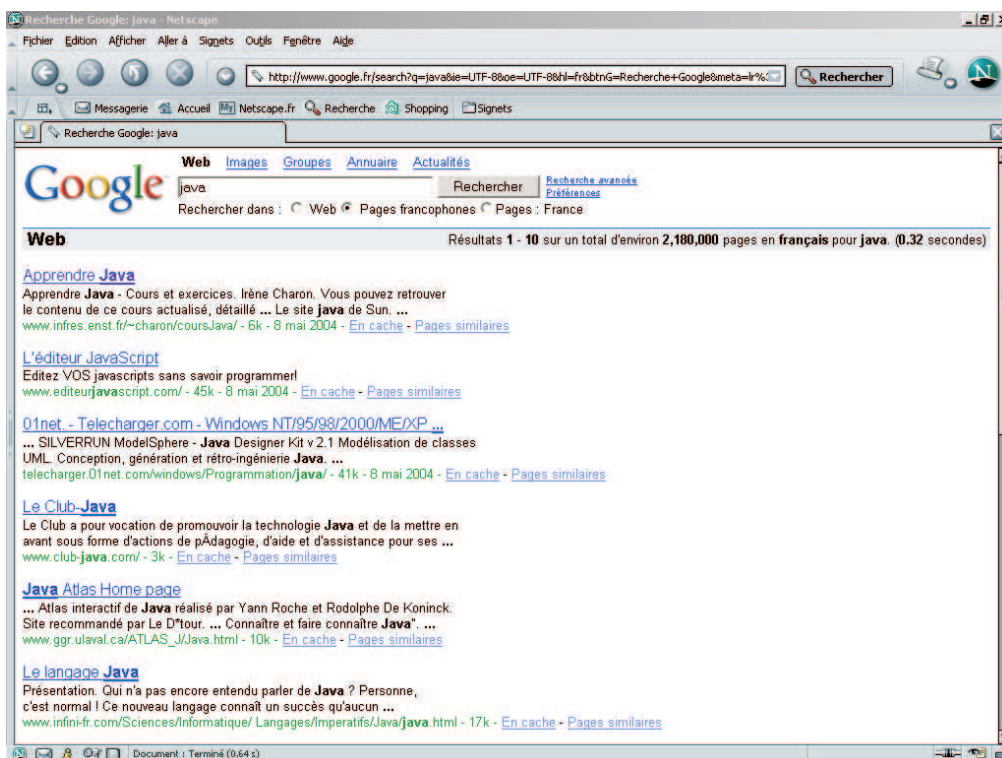 Recherche Google: java - Netscape
Fichier Edition Afficher Aller à Signets Outils Fenêtre Aide
http://www.google.fr/search?q=java&ie=UTF-8&oe=UTF-8&hl=fr&btnG=Recherche+Google&meta=lr% Rechercher
Messagerie Accueil Netscape.fr Recherche Shopping Signets
Recherche Google: java
Web Images Groupes Annuaire Actualités
Google java Rechercher Recherche avancée
Préférences
Rechercher dans : Web Pages francophones Pages : France
Web Résultats 1 - 10 sur un total d'environ 2,180,000 pages en français pour java. (0.32 secondes)
Apprendre Java
Apprendre Java - Cours et exercices. Irène Charon. Vous pouvez retrouver
le contenu de ce cours actualisé, détaillé ... Le site java de Sun. ...
www.infres.enst.fr/~charon/coursJava/ - 6k - 8 mai 2004 - En cache - Pages similaires
L'éditeur JavaScript
Editez VOS javascripts sans savoir programmer!
www.editeurjavascript.com/ - 45k - 8 mai 2004 - En cache - Pages similaires
01net. - Telecharger.com - Windows NT/95/98/2000/ME/XP ...
... SILVERRUN ModelSphere - Java Designer Kit v 2.1 Modélisation de classes
UML. Conception, génération et rétro-ingénierie Java. ...
telecharger.01net.com/windows/Programmation/java/ - 41k - 8 mai 2004 - En cache - Pages similaires
Le Club-Java
Le Club a pour vocation de promouvoir la technologie Java et de la mettre en
avant sous forme d'actions de pÃdagogie, d'aide et d'assistance pour ses ...
www.club-java.com/ - 3k - En cache - Pages similaires
Java Atlas Home page
... Atlas interactif de Java réalisé par Yann Roche et Rodolphe De Koninck.
Site recommandé par Le D*tour. ... Connaître et faire connaître Java". ...
www.ggr.ulaval.ca/ATLAS_J/Java.html - 10k - En cache - Pages similaires
Le langage Java
Présentation. Qui n'a pas encore entendu parler de Java ? Personne,
c'est normal ! Ce nouveau langage connaît un succès qu'aucun ...
www.infini-fr.com/Sciences/Informatique/ Langages/Imperatifs/Java/java.html - 17k - En cache - Pages similaires
Document : Terminé (0,64 s)